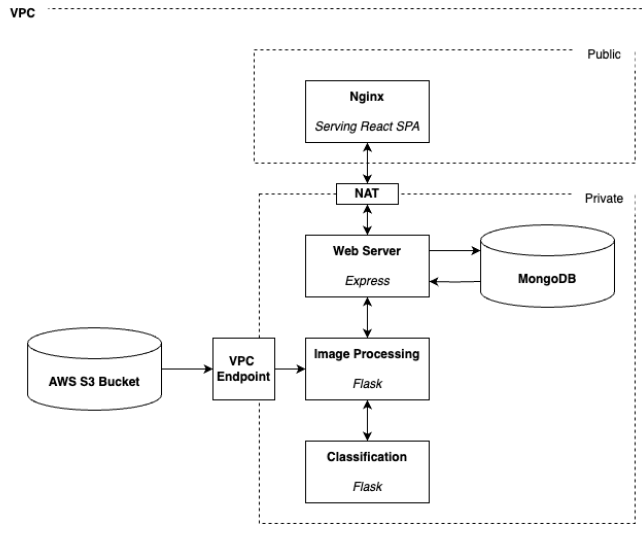 VPC
Public
Nginx
Serving React SPA
NAT
Private
Web Server
Express
MongoDB
Image Processing
Flask
VPC
Endpoint
AWS S3 Bucket
Classification
Flask